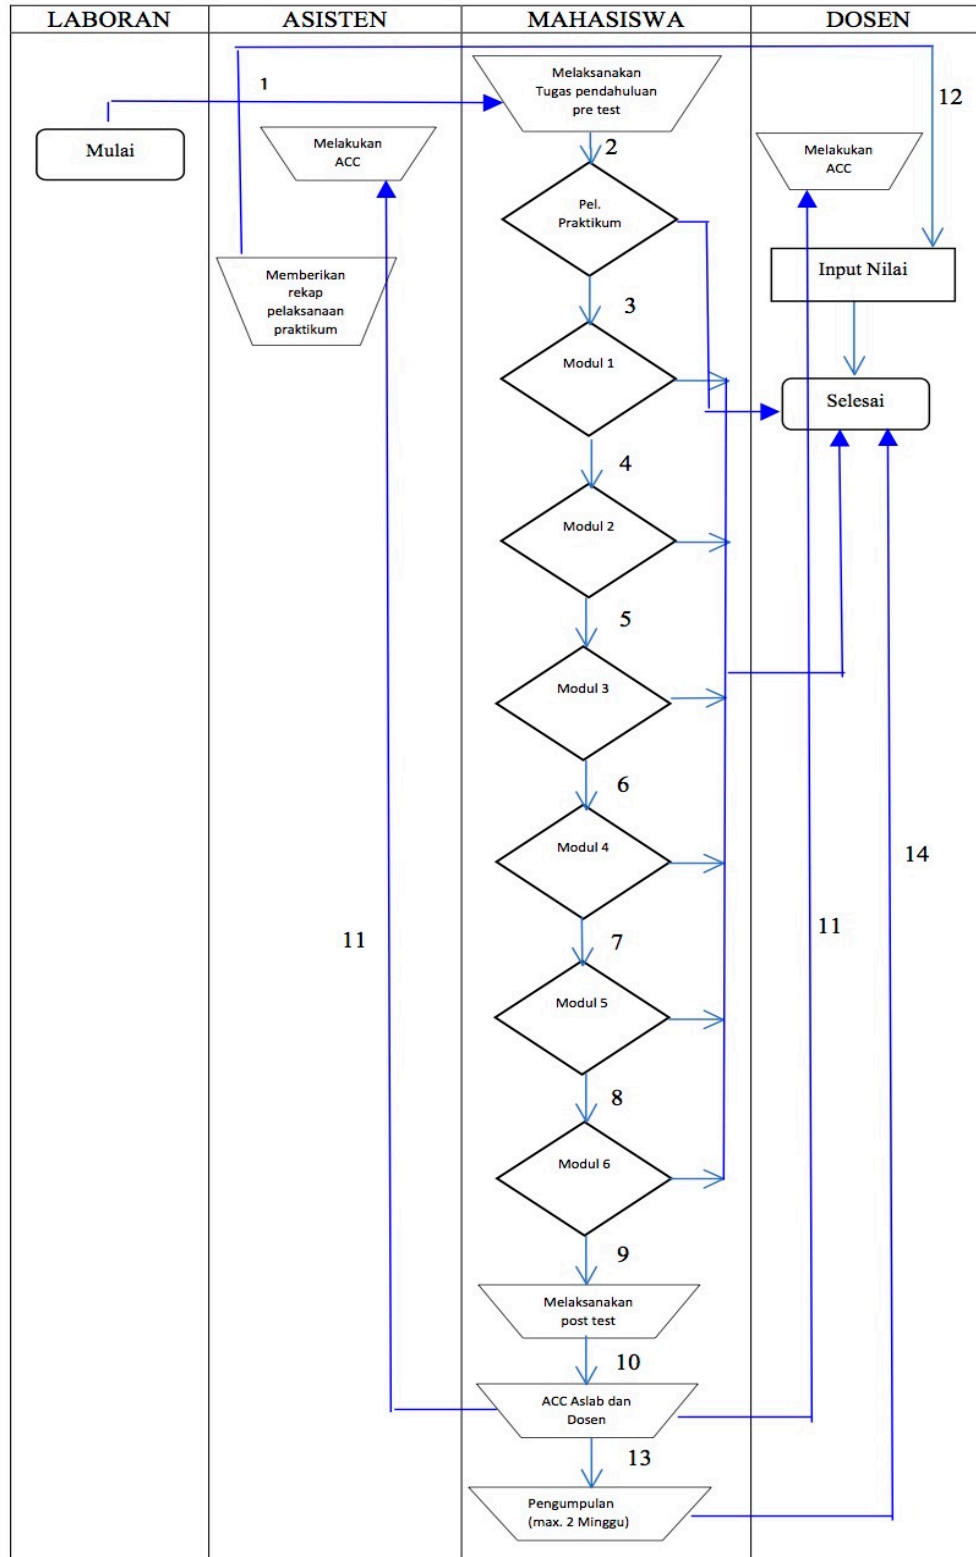 LABORAN
ASISTEN
MAHASISWA
DOSEN
1
Melaksanakan
Tugas pendahuluan
pre test
12
Mulai
Melakukan
ACC
2
Melakukan
ACC
Pel.
Praktikum
Memberikan
rekap
pelaksanaan
praktikum
Input Nilai
3
Modul 1
Selesai
4
Modul 2
5
Modul 3
6
Modul 4
14
11
7
11
Modul 5
8
Modul 6
9
Melaksanakan
post test
10
ACC Aslab dan
Dosen
13
Pengumpulan
(max. 2 Minggu)